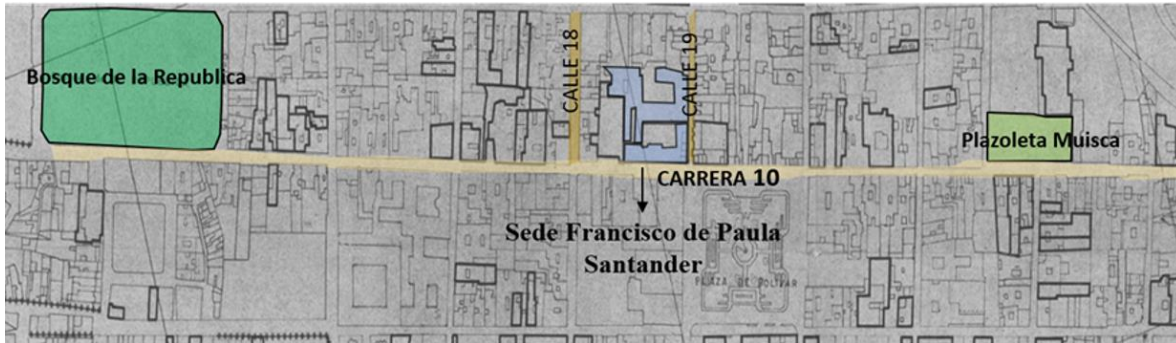 Bosque de la Republica
CALLE 18
CALLE 19
Plazoleta Muisca
CARRERA 10
Sede Francisco de Paula
Santander
PLAZA DE BOLIVAR